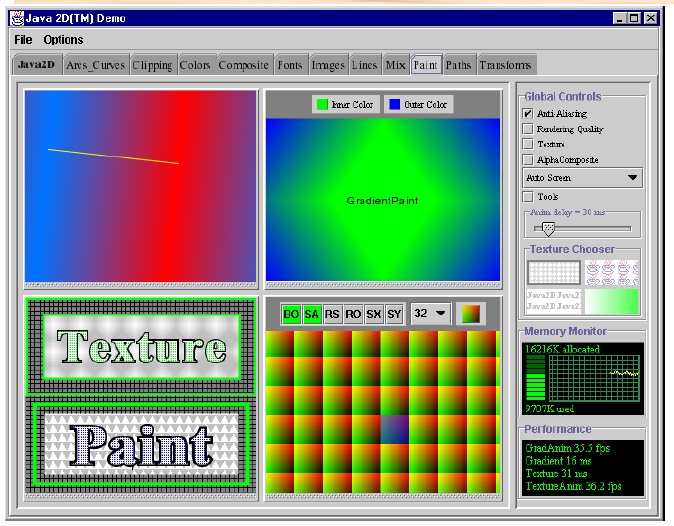 Java 2D(TM) Demo
File Options
Java2D Arcs_Curves Clipping Colors Composite Fonts Images Lines Mix Paint Paths Transforms
Inner Color Outer Color
GradientPaint
Texture
Paint
BO SA RS RO SX SY 32
Global Controls
Anti-Aliasing
Rendering Quality
Texture
AlphaComposite
Auto Screen
Tools
Anim delay = 30 ms
Texture Chooser
Java2D Java2
Java2D Java2
Memory Monitor
16216K allocated
9707K used
Performance
GradAnim 35.5 fps
Gradient 16 ms
Texture 31 ms
TextureAnim 36.2 fps